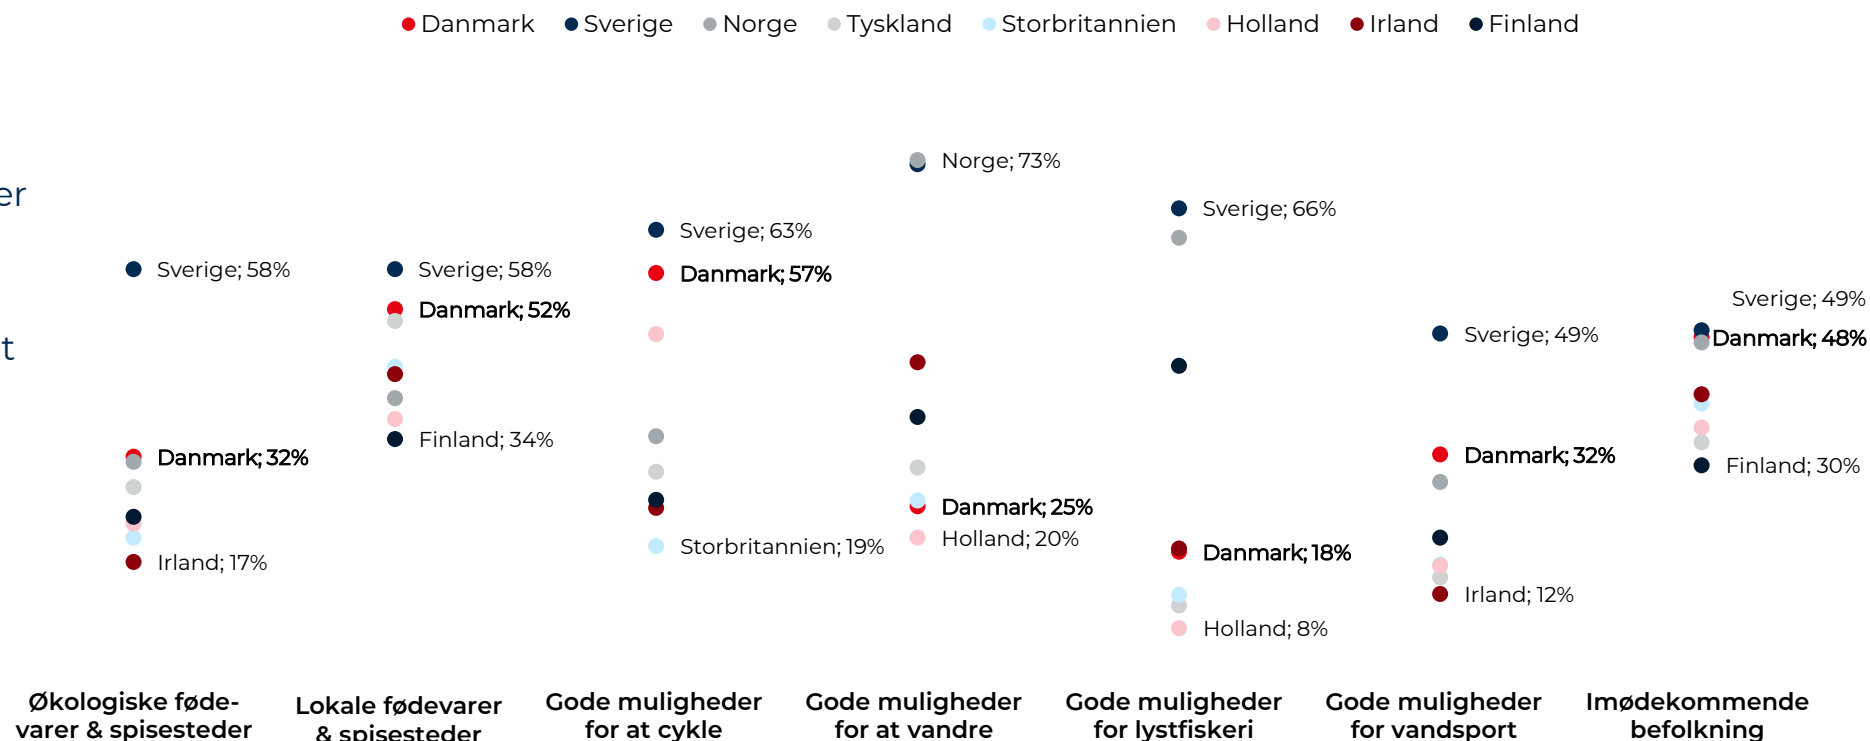 Danmark Sverige Norge Tyskland Storbritannien Holland Irland Finland
er
t
Sverige; 58%
Danmark; 32%
Irland; 17%
Sverige; 58%
Danmark; 52%
Finland; 34%
Sverige; 63%
Danmark; 57%
Storbritannien; 19%
Norge; 73%
Danmark; 25%
Holland; 20%
Sverige; 66%
Danmark; 18%
Holland; 8%
Sverige; 49%
Danmark; 32%
Irland; 12%
Sverige; 49%
Danmark; 48%
Finland; 30%
Økologiske føde-
varer & spisesteder
Lokale fødevarer
& spisesteder
Gode muligheder
for at cykle
Gode muligheder
for at vandre
Gode muligheder
for lystfiskeri
Gode muligheder
for vandsport
Imødekommende
befolkning